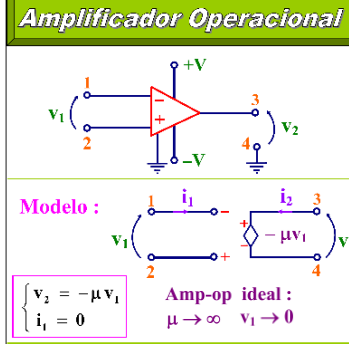 Amplificador Operacional
+V
1
−
3
v₁
+
v₂
2
4
−V
Modelo :
1 i₁ − i₂ 3
v₁ + − μv₁ v
−
2 + 4
v₂ = −μ v₁
i₁ = 0
Amp-op ideal :
μ → ∞ v₁ → 0